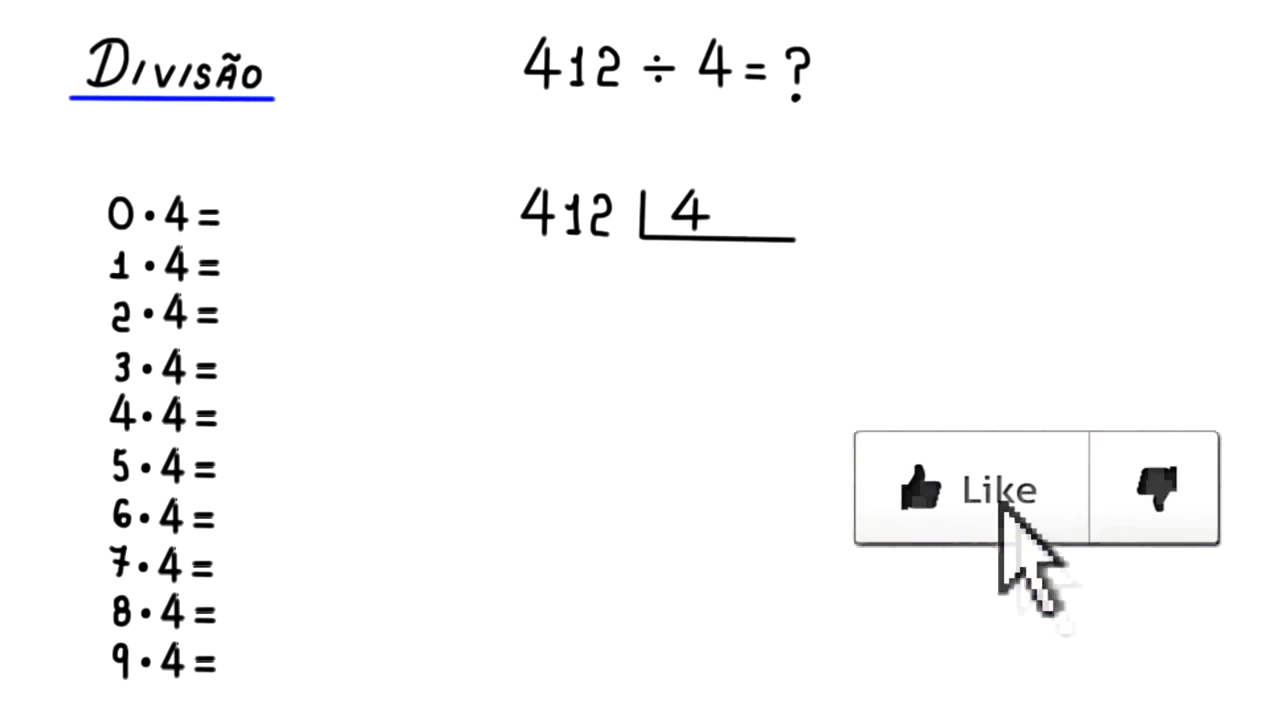 Divisão
412 ÷ 4 = ?
412 4
0 · 4 =
1 · 4 =
2 · 4 =
3 · 4 =
4 · 4 =
5 · 4 =
6 · 4 =
7 · 4 =
8 · 4 =
9 · 4 =
Like